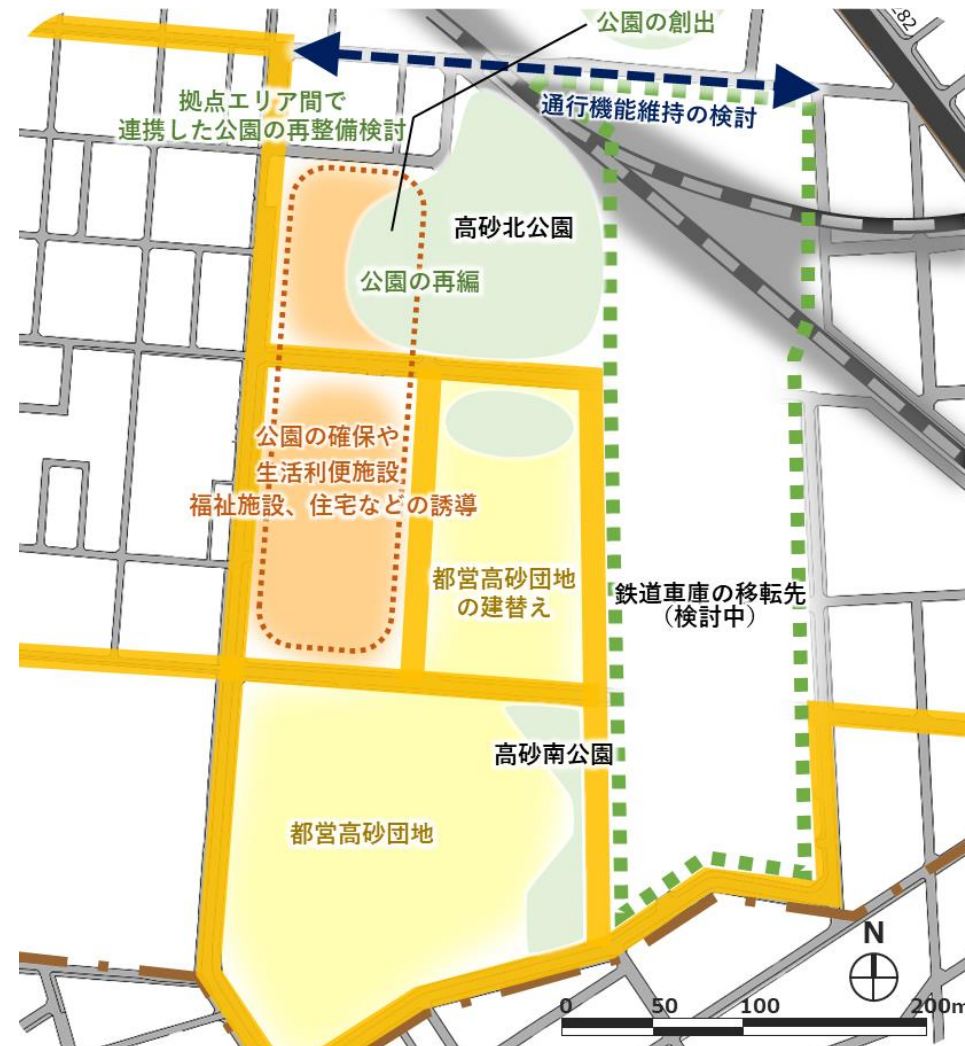 公園の創出
282
拠点エリア間で
連携した公園の再整備検討
通行機能維持の検討
高砂北公園
公園の再編
公園の確保や
生活利便施設
福祉施設、住宅などの誘導
都営高砂団地
の建替え
鉄道車庫の移転先
（検討中）
高砂南公園
都営高砂団地
N
0 50 100 200m